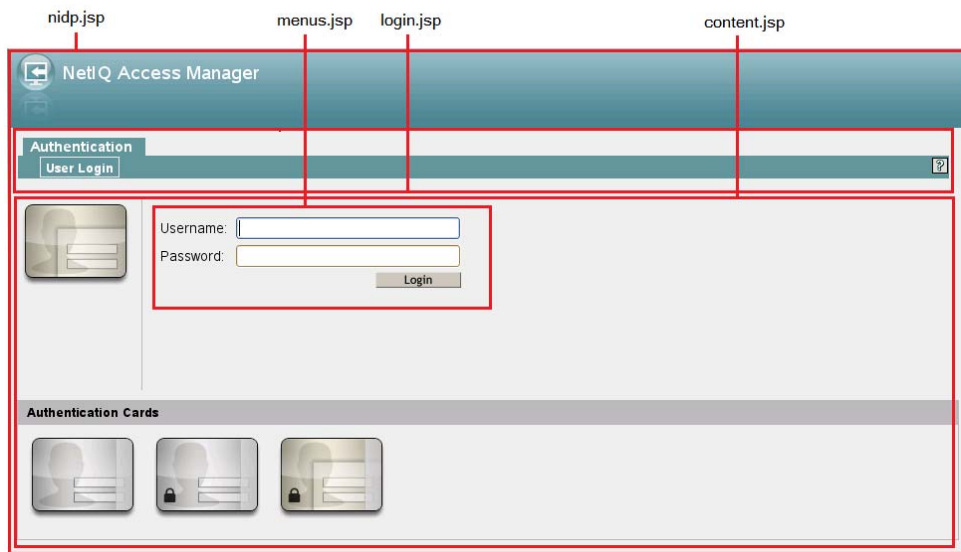 nidp.jsp menus.jsp login.jsp content.jsp
NetIQ Access Manager
Authentication
User Login ?
Username:
Password:
Login
Authentication Cards